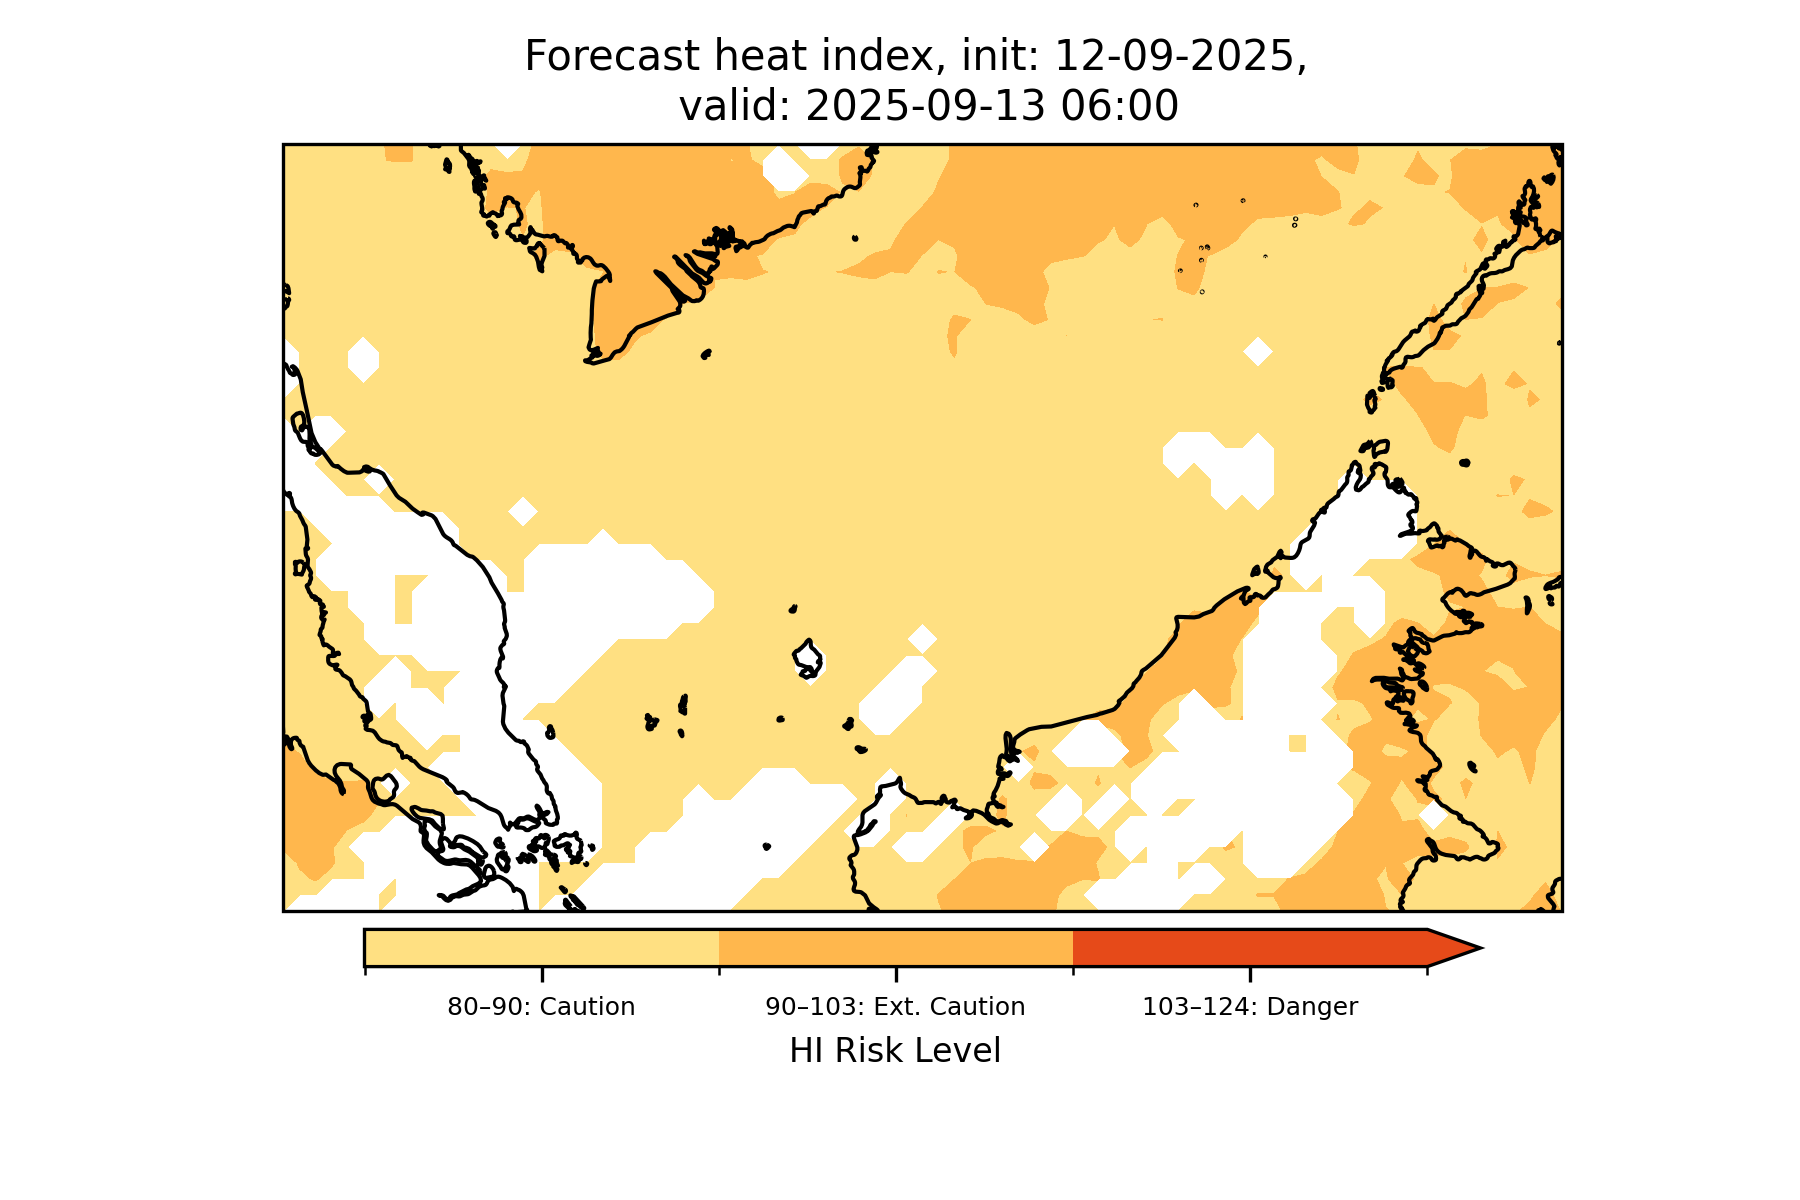 Forecast heat index, init: 12-09-2025,
valid: 2025-09-13 06:00
80–90: Caution
90–103: Ext. Caution
103–124: Danger
HI Risk Level